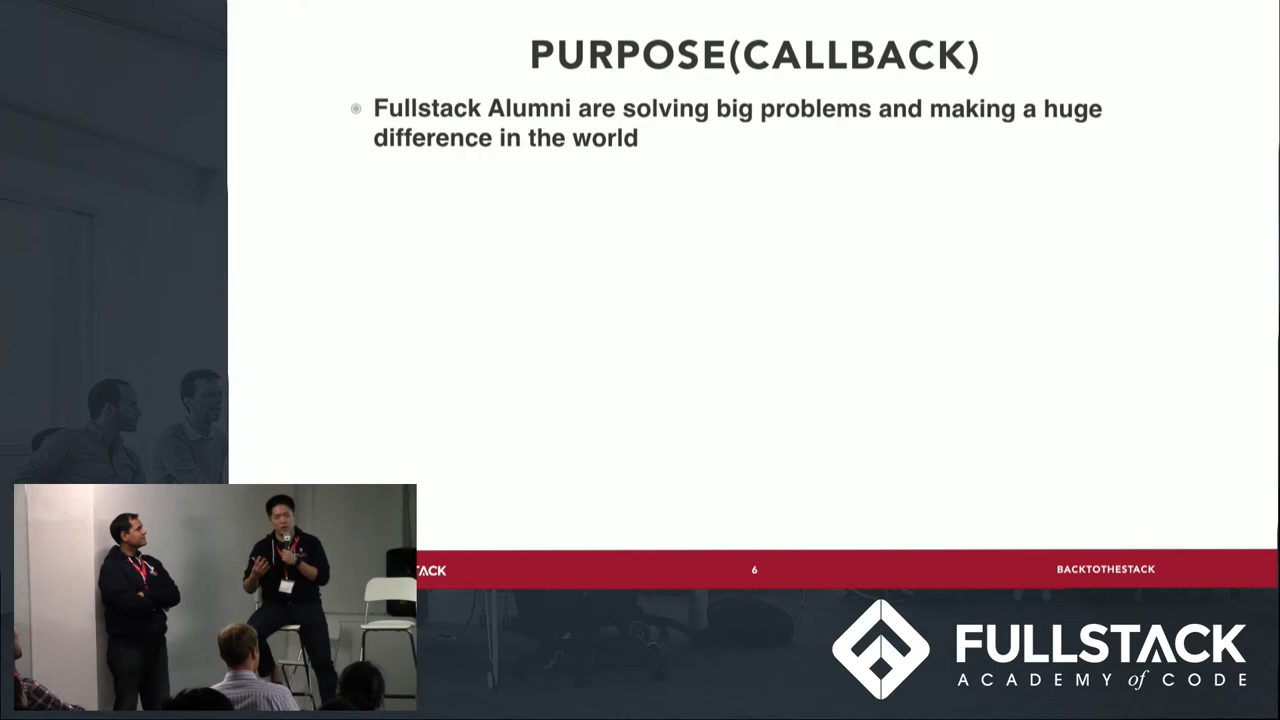 PURPOSE(CALLBACK)
Fullstack Alumni are solving big problems and making a huge
difference in the world
6
BACKTOTHESTACK
FULLSTACK
ACADEMY of CODE